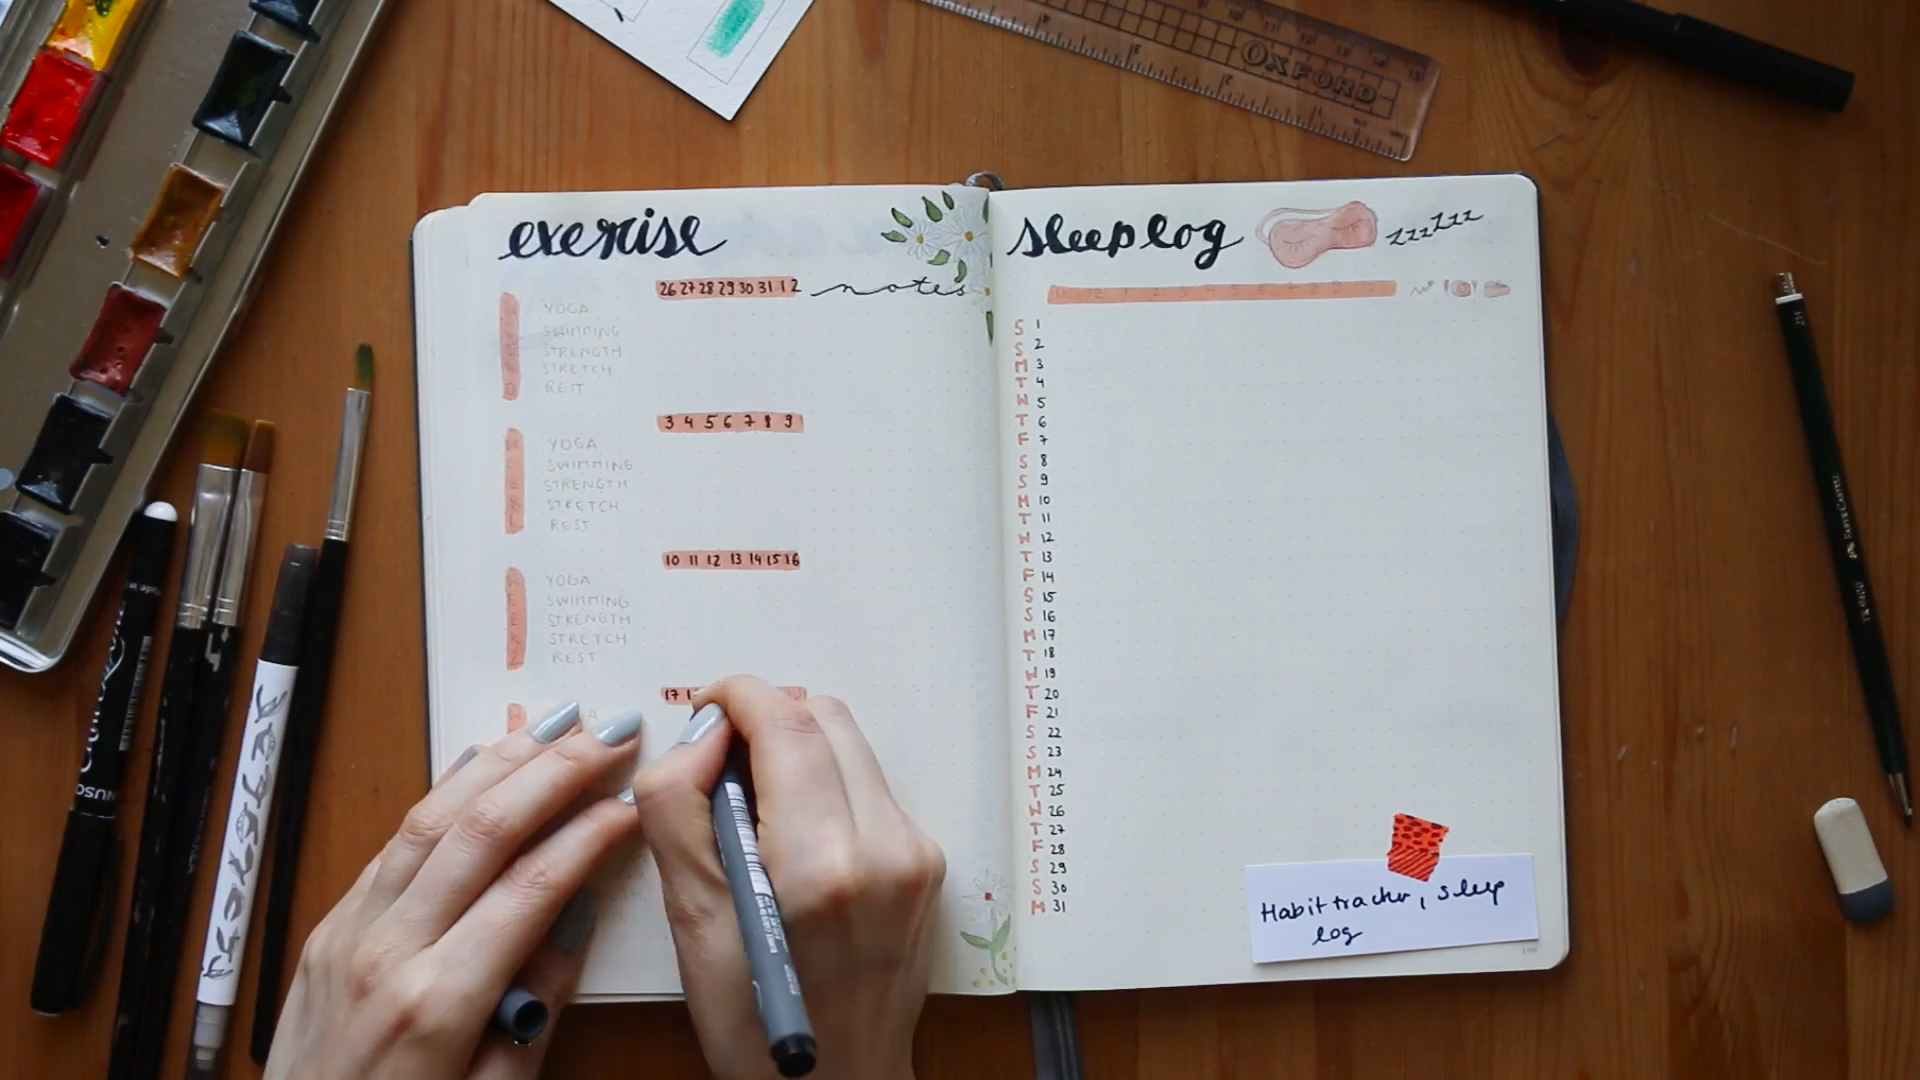 OXFORD
exercise
26 27 28 29 30 31 1 2 notes
YOGA
SWIMMING
STRENGTH
STRETCH
REST
3 4 5 6 7 8 9
YOGA
SWIMMING
STRENGTH
STRETCH
REST
10 11 12 13 14 15 16
WEEK 2
YOGA
SWIMMING
STRENGTH
STRETCH
REST
17
sleep log
zzzZzzz
S 1
S 2
M 3
T 4
W 5
T 6
F 7
S 8
S 9
M 10
T 11
W 12
T 13
F 14
S 15
S 16
M 17
T 18
W 19
T 20
F 21
S 22
S 23
M 24
T 25
W 26
T 27
F 28
S 29
S 30
M 31
Habit tracker, sleep
log